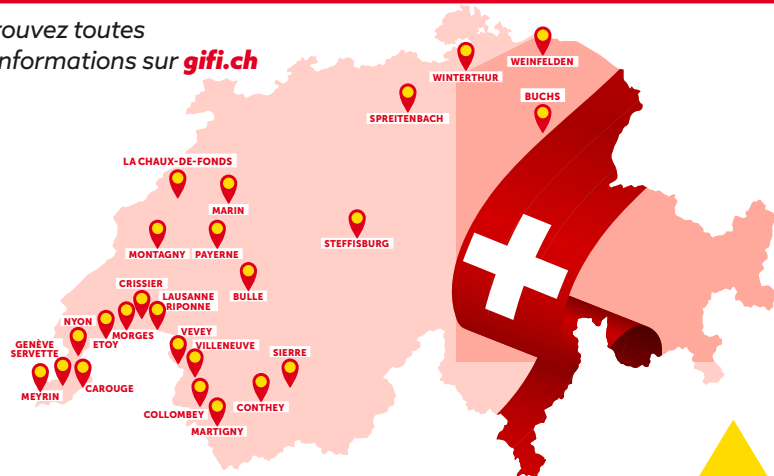 rouvez toutes
nformations sur gifi.ch
WEINFELDEN
WINTERTHUR
BUCHS
SPREITENBACH
LA CHAUX-DE-FONDS
MARIN
STEFFISBURG
MONTAGNY
PAYERNE
CRISSIER
LAUSANNE
RIPONNE
BULLE
NYON
ETOY
MORGES
VEVEY
VILLENEUVE
GENÈVE
SERVETTE
SIERRE
MEYRIN
CAROUGE
COLLOMBEY
CONTHEY
MARTIGNY